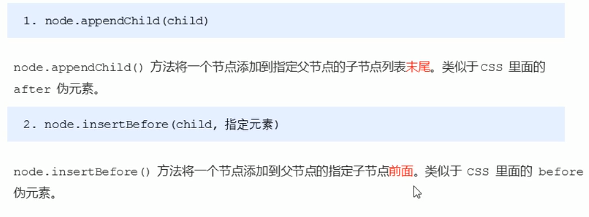 1. node.appendChild(child)
node.appendChild() 方法将一个节点添加到指定父节点的子节点列表末尾。类似于 CSS 里面的
after 伪元素。
2. node.insertBefore(child, 指定元素)
node.insertBefore() 方法将一个节点添加到父节点的指定子节点前面。类似于 CSS 里面的 before
伪元素。